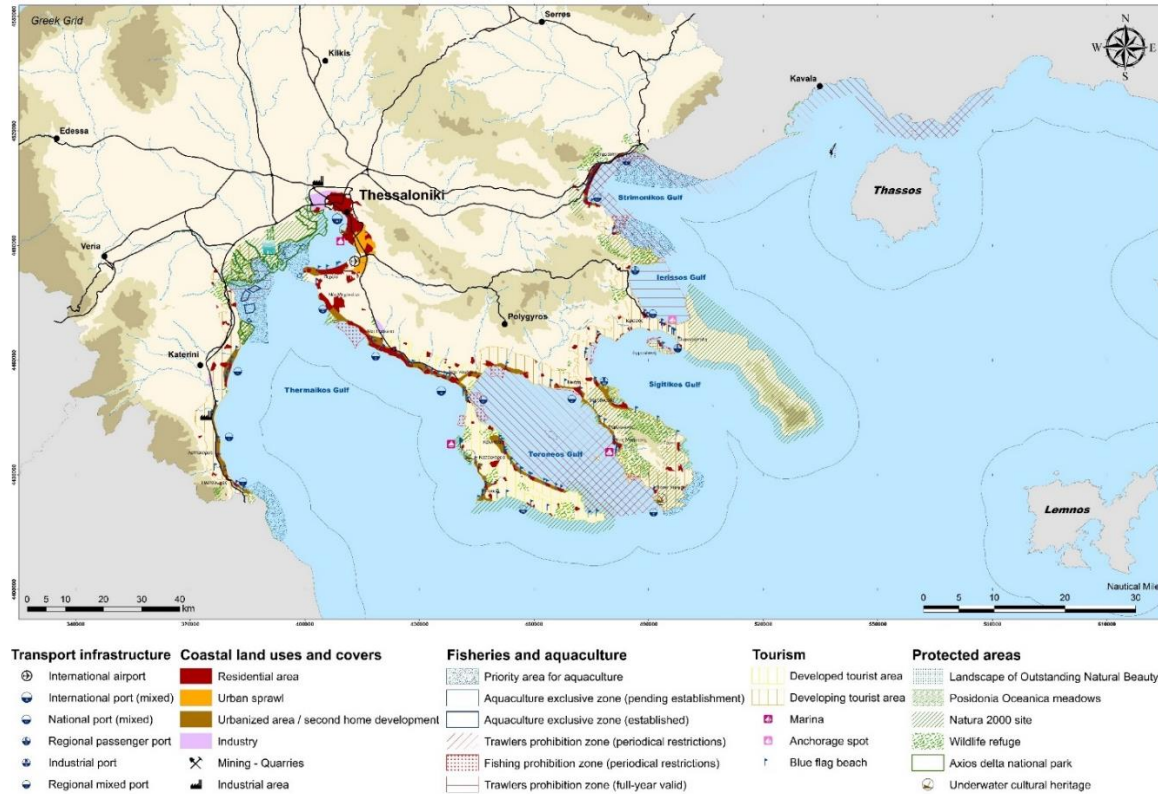 Greek Grid
Serres
Kilkis
Kavala
Edessa
Thessaloniki
Thassos
Strimonikos Gulf
Veria
Ierissos Gulf
Polygyros
Katerini
Thermaikos Gulf
Sigitikos Gulf
Toroneos Gulf
Lemnos
N
W E
S
0 5 10 20 30 40
km
Nautical Mile
0 5 10 20 30
Transport infrastructure
International airport
International port (mixed)
National port (mixed)
Regional passenger port
Industrial port
Regional mixed port
Coastal land uses and covers
Residential area
Urban sprawl
Urbanized area / second home development
Industry
Mining - Quarries
Industrial area
Fisheries and aquaculture
Priority area for aquaculture
Aquaculture exclusive zone (pending establishment)
Aquaculture exclusive zone (established)
Trawlers prohibition zone (periodical restrictions)
Fishing prohibition zone (periodical restrictions)
Trawlers prohibition zone (full-year valid)
Tourism
Developed tourist area
Developing tourist area
Marina
Anchorage spot
Blue flag beach
Protected areas
Landscape of Outstanding Natural Beauty
Posidonia Oceanica meadows
Natura 2000 site
Wildlife refuge
Axios delta national park
Underwater cultural heritage